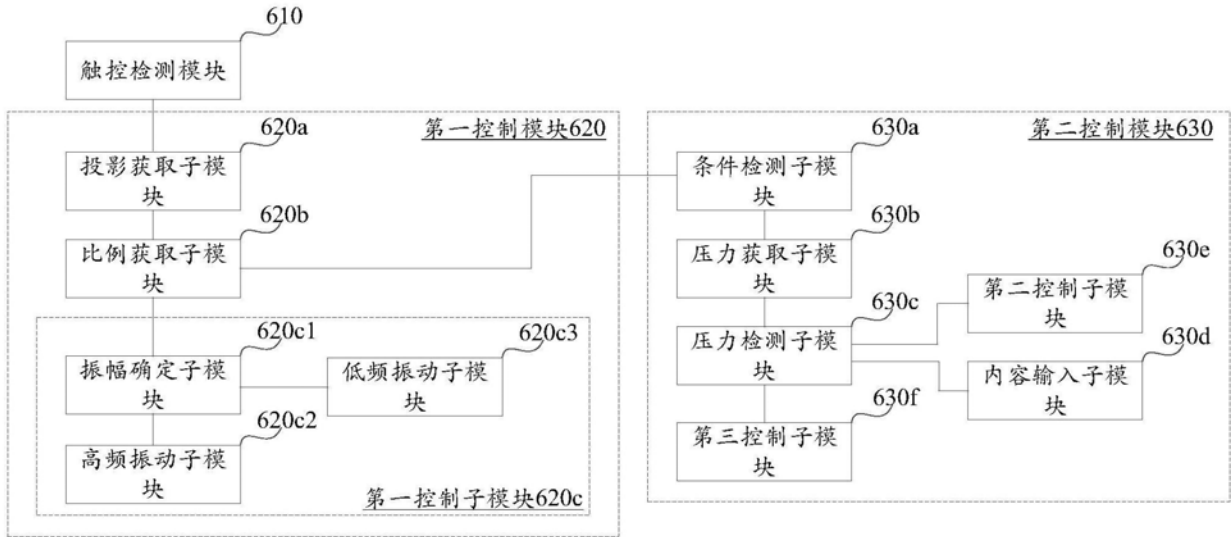 610
触控检测模块
第一控制模块620
620a
投影获取子模
块
620b
比例获取子模
块
620c1
振幅确定子模
块
620c3
低频振动子模
块
620c2
高频振动子模
块
第一控制子模块620c
第二控制模块630
630a
条件检测子模
块
630b
压力获取子模
块
630c
压力检测子模
块
630e
第二控制子模
块
630d
内容输入子模
块
630f
第三控制子模
块